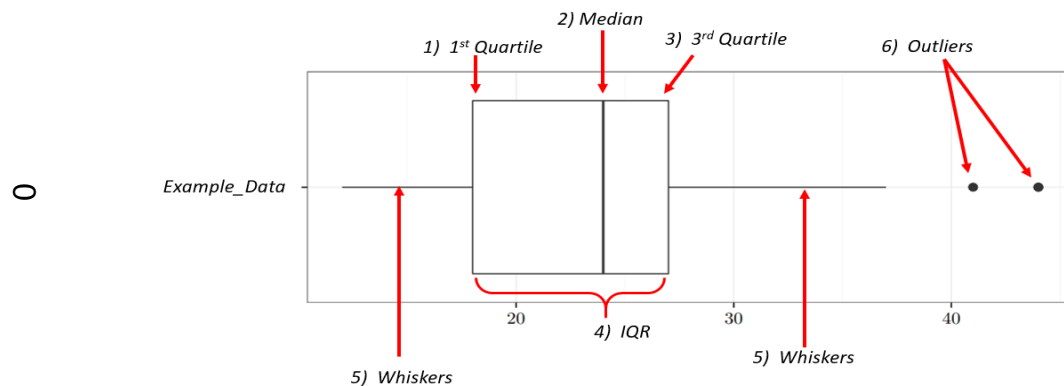 2) Median
1) 1st Quartile
3) 3rd Quartile
6) Outliers
0
Example_Data
20
30
40
4) IQR
5) Whiskers
5) Whiskers